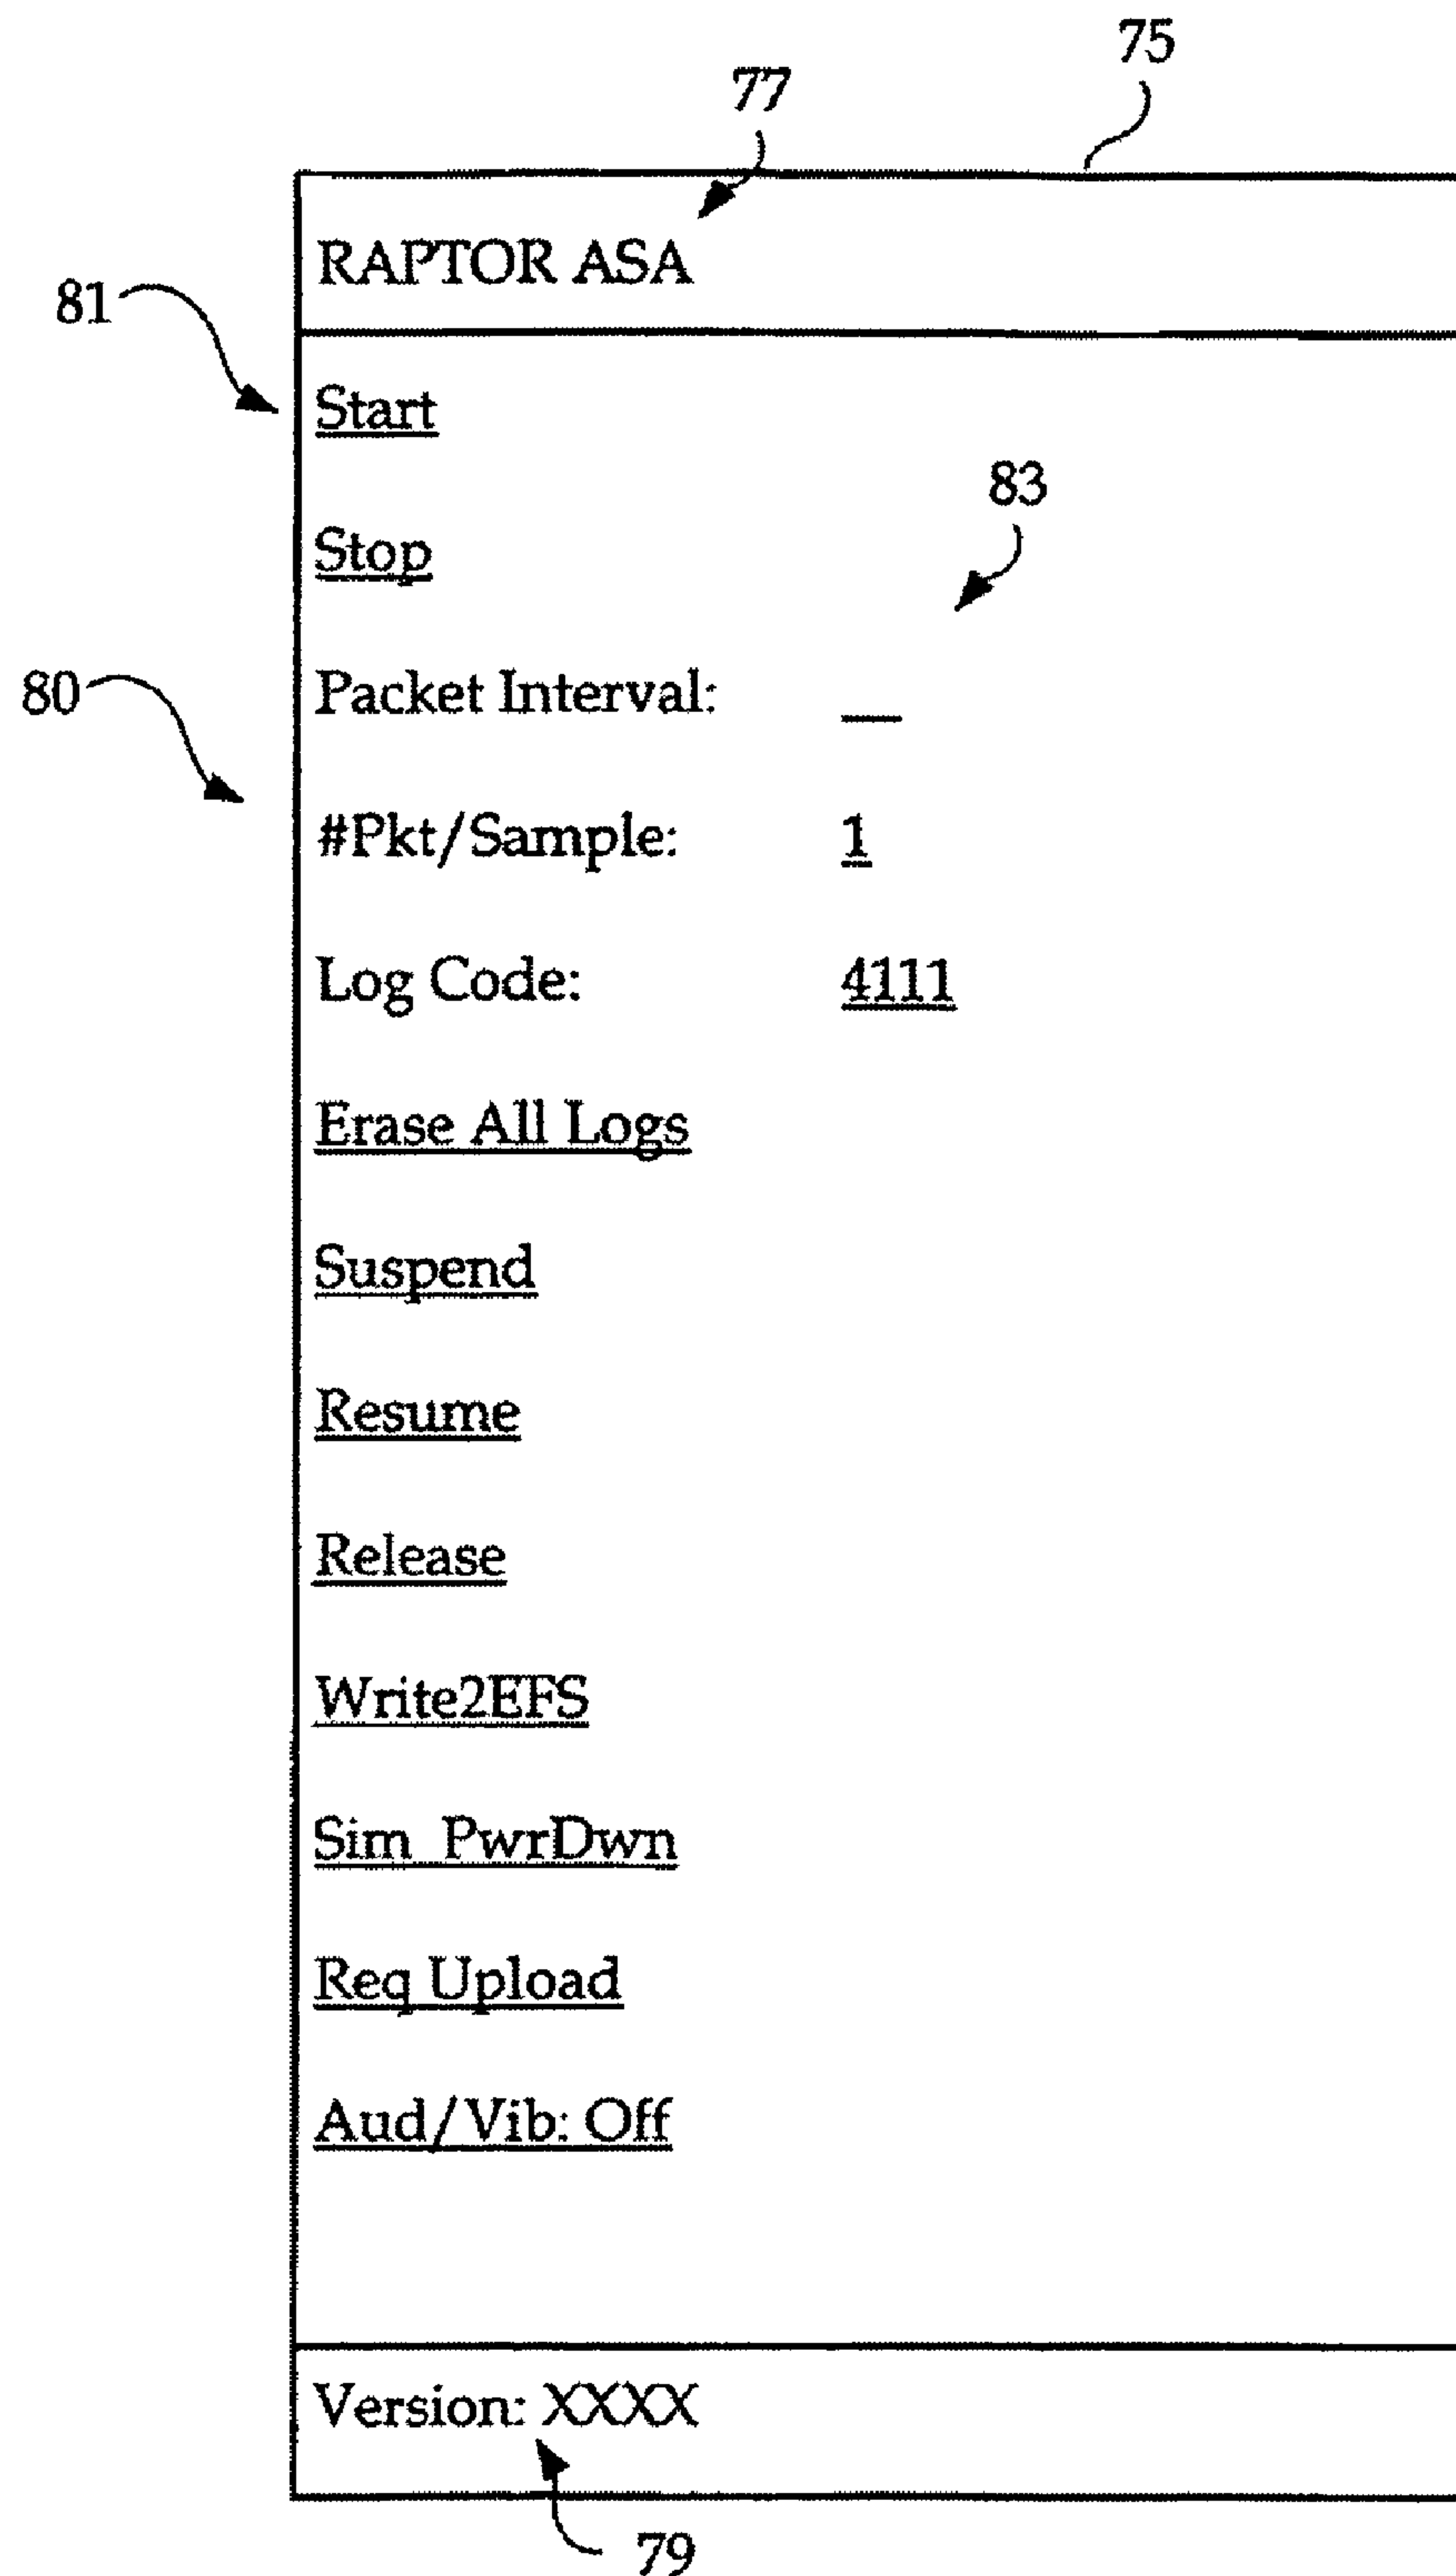 75
77
RAPTOR ASA
81
Start
83
Stop
80
Packet Interval: __
#Pkt/Sample: 1
Log Code: 4111
Erase All Logs
Suspend
Resume
Release
Write2EFS
Sim_PwrDwn
Req Upload
Aud/Vib: Off
Version: XXXX
79